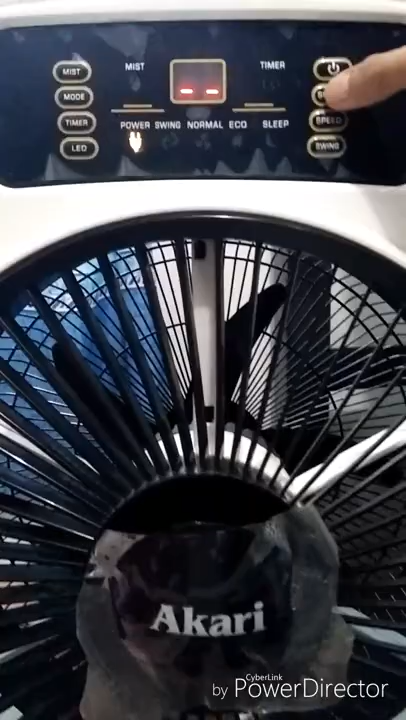 MIST
MODE
TIMER
LED
MIST
TIMER
-- 
POWER SWING NORMAL ECO SLEEP
SPEED
SWING
Akari
by CyberLink PowerDirector